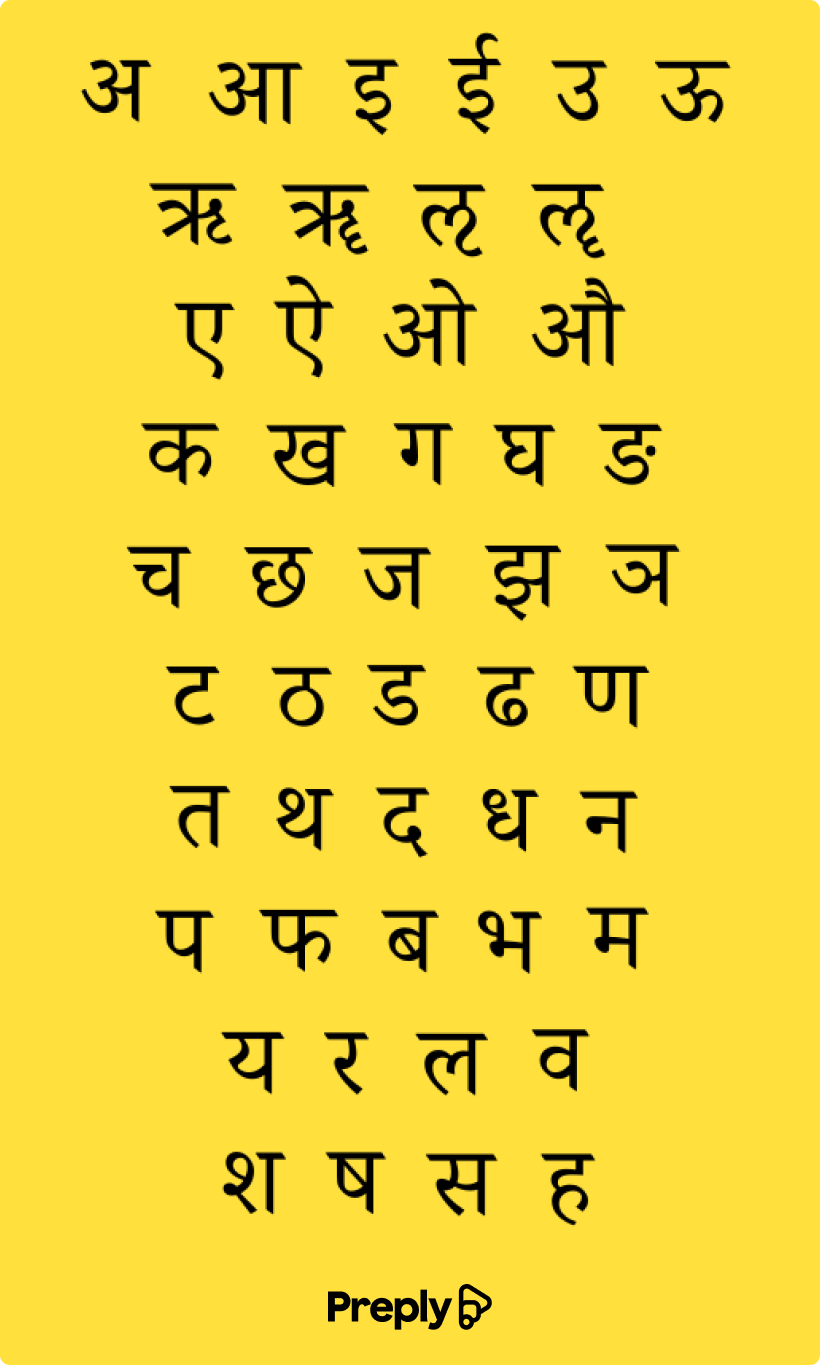 अ आ इ ई उ ऊ
ऋ ॠ ऌ ॡ
ए ऐ ओ औ
क ख ग घ ङ
च छ ज झ ञ
ट ठ ड ढ ण
त थ द ध न
प फ ब भ म
य र ल व
श ष स ह
Preply